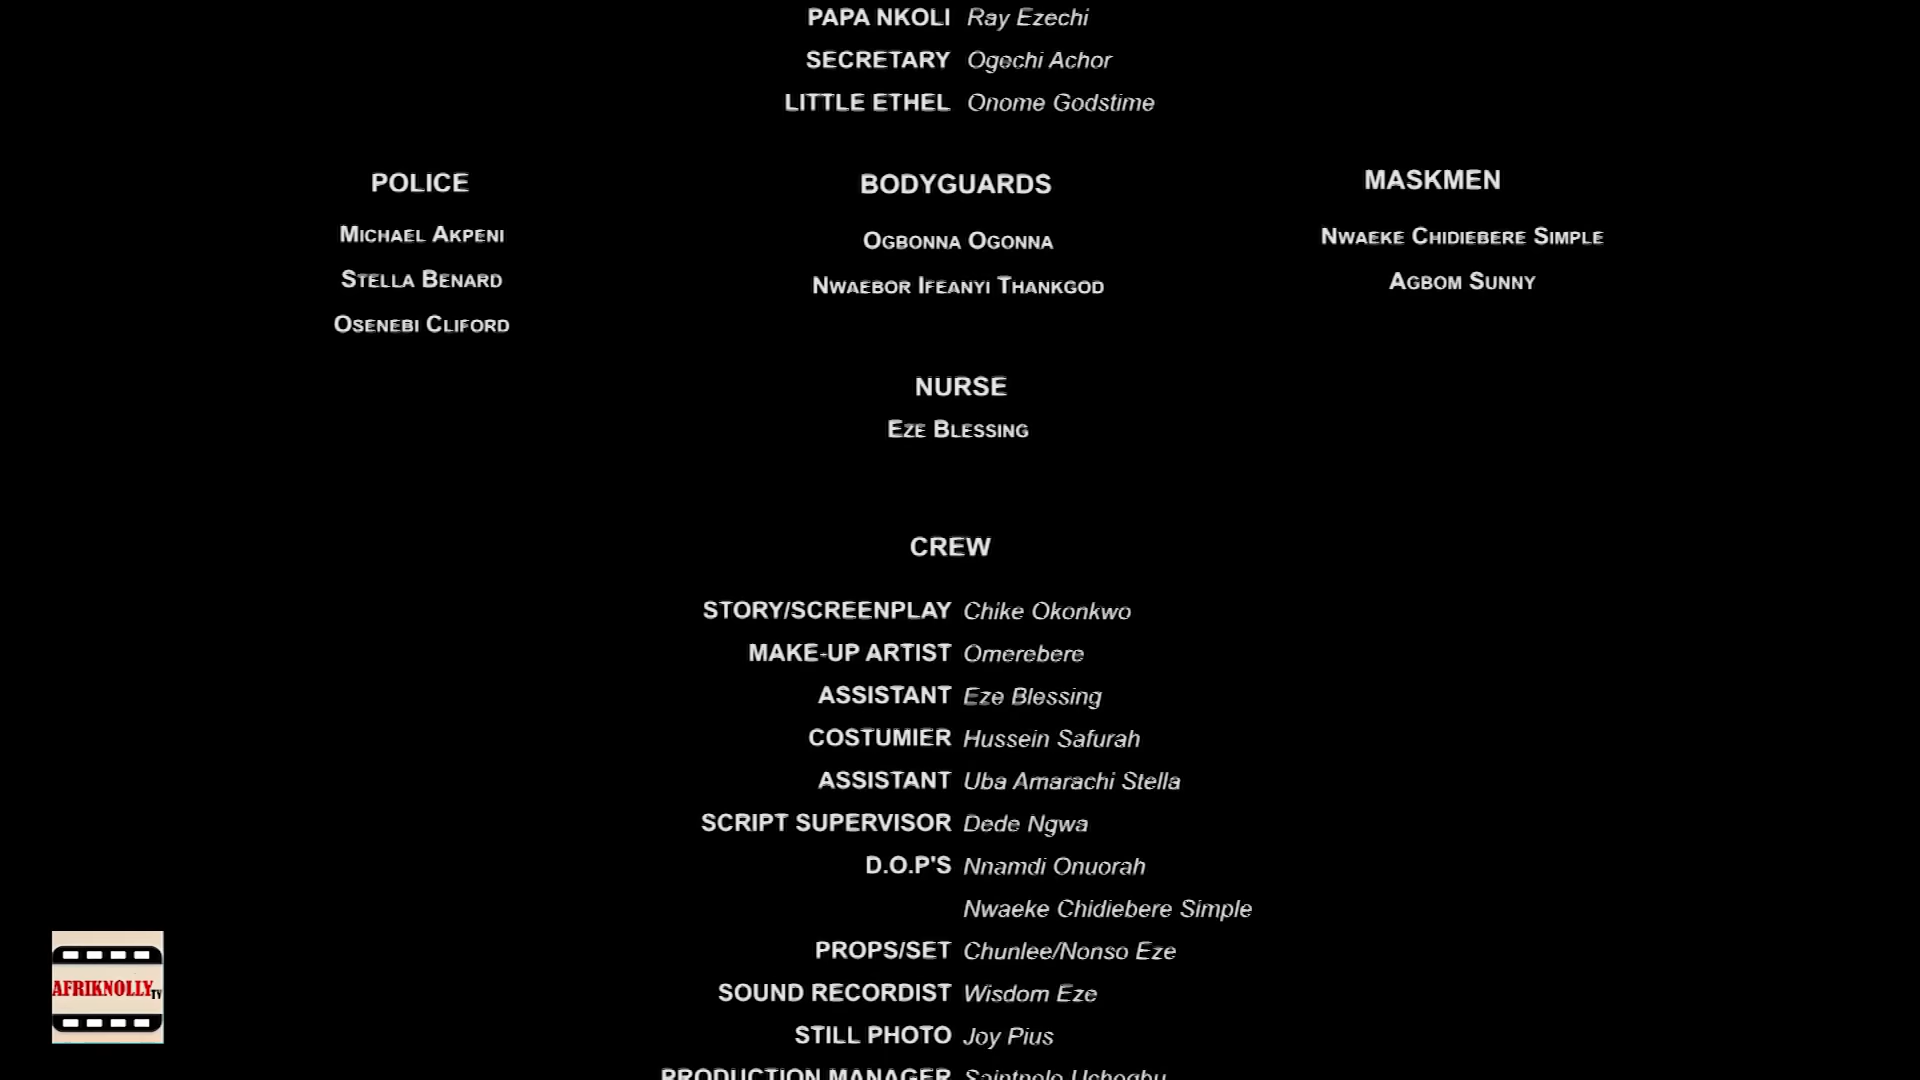 PAPA NKOLI Ray Ezechi
SECRETARY Ogechi Achor
LITTLE ETHEL Onome Godstime
POLICE
MICHAEL AKPENI
STELLA BENARD
OSENEBI CLIFORD
BODYGUARDS
OGBONNA OGONNA
NWAEBOR IFEANYI THANKGOD
MASKMEN
NWAEKE CHIDIEBERE SIMPLE
AGBOM SUNNY
NURSE
EZE BLESSING
CREW
STORY/SCREENPLAY Chike Okonkwo
MAKE-UP ARTIST Omerebere
ASSISTANT Eze Blessing
COSTUMIER Hussein Safurah
ASSISTANT Uba Amarachi Stella
SCRIPT SUPERVISOR Dede Ngwa
D.O.P'S Nnamdi Onuorah
Nwaeke Chidiebere Simple
PROPS/SET Chunlee/Nonso Eze
SOUND RECORDIST Wisdom Eze
STILL PHOTO Joy Pius
PRODUCTION MANAGER
AFRIKNOLLY TV